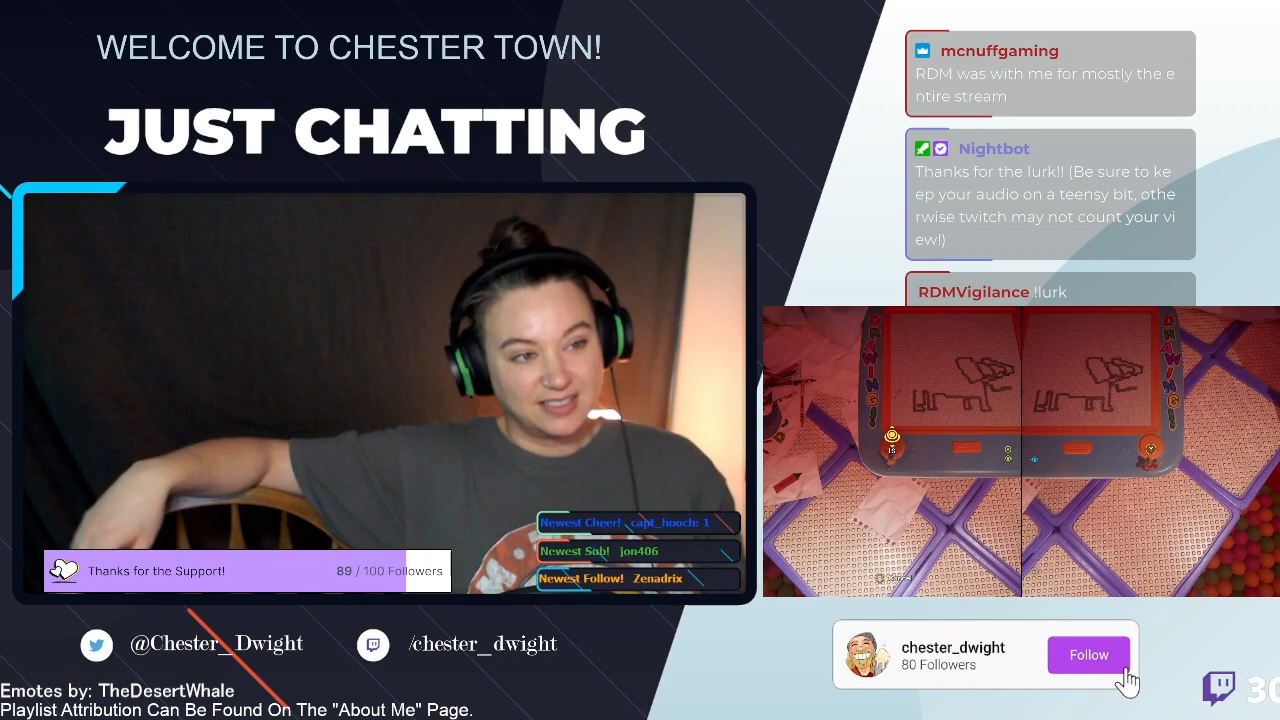 WELCOME TO CHESTER TOWN!
JUST CHATTING
mcnuffgaming
RDM was with me for mostly the e
ntire stream
Nightbot
Thanks for the lurk!! (Be sure to ke
ep your audio on a teensy bit, othe
rwise twitch may not count your vi
ew!)
RDMVigilance !lurk
Newest Cheer! capt_hooch: 1
Newest Sub! jon406
Newest Follow! Zenadrix
Thanks for the Support! 89 / 100 Followers
@Chester_Dwight /chester_dwight
chester_dwight
80 Followers
Follow
30
Emotes by: TheDesertWhale
Playlist Attribution Can Be Found On The "About Me" Page.